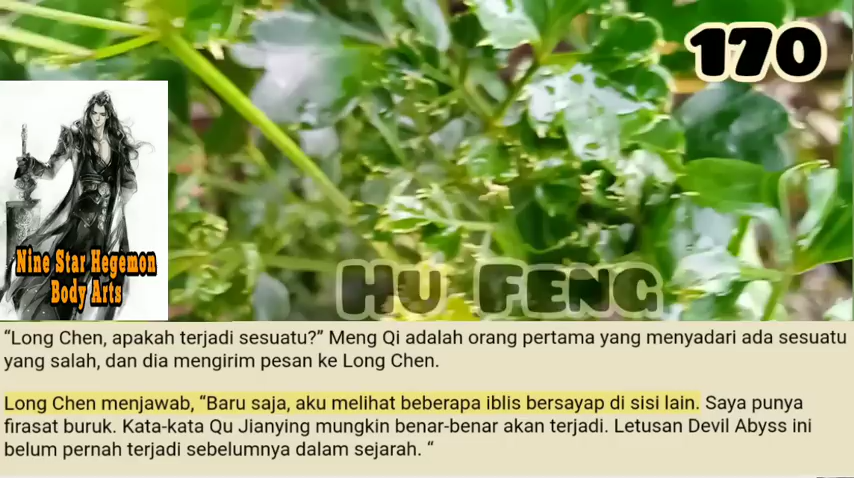 170
Nine Star Hegemon
Body Arts
HU FENG
“Long Chen, apakah terjadi sesuatu?” Meng Qi adalah orang pertama yang menyadari ada sesuatu
yang salah, dan dia mengirim pesan ke Long Chen.
Long Chen menjawab, “Baru saja, aku melihat beberapa iblis bersayap di sisi lain. Saya punya
firasat buruk. Kata-kata Qu Jianying mungkin benar-benar akan terjadi. Letusan Devil Abyss ini
belum pernah terjadi sebelumnya dalam sejarah. “